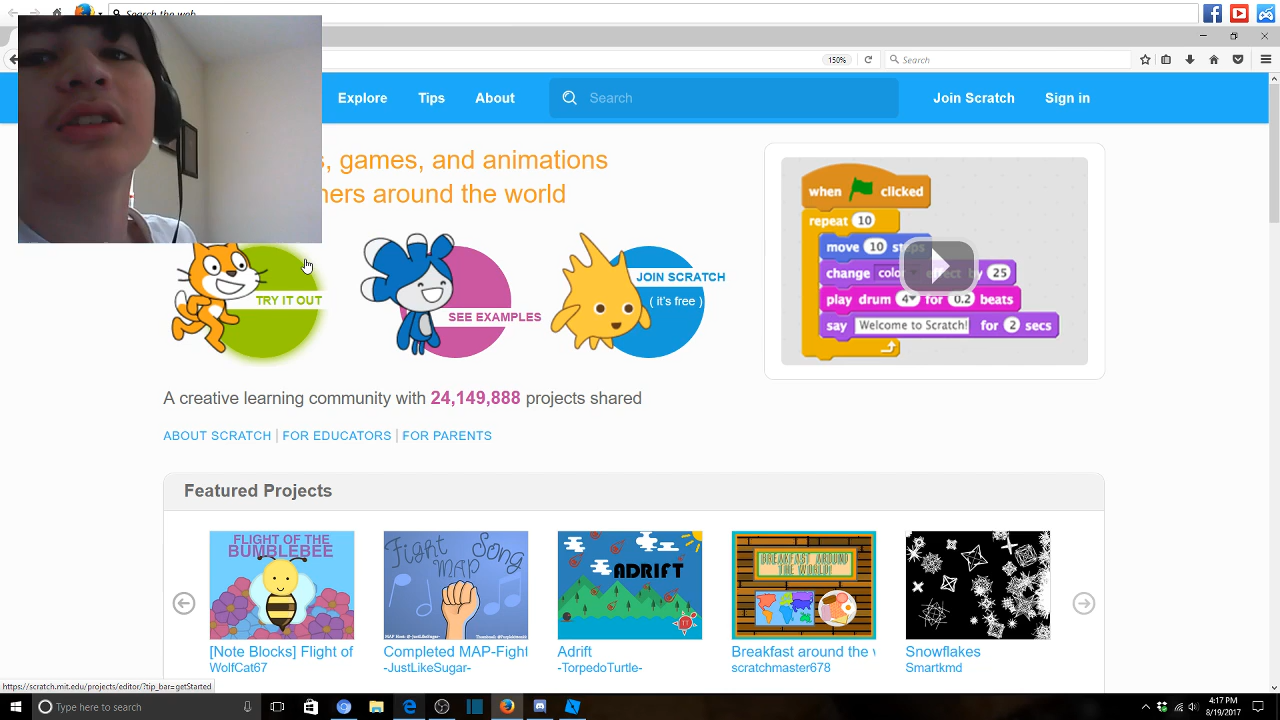 Search the web
150%
Search
Explore
Tips
About
Search
Join Scratch
Sign in
s, games, and animations
ners around the world
TRY IT OUT
SEE EXAMPLES
JOIN SCRATCH
( it's free )
when clicked
repeat 10
move 10 steps
change color effect by 25
play drum 4 for 0.2 beats
say Welcome to Scratch! for 2 secs
A creative learning community with 24,149,888 projects shared
ABOUT SCRATCH | FOR EDUCATORS | FOR PARENTS
Featured Projects
FLIGHT OF THE
BUMBLEBEE
Fight Song
MAP
MAP Host: @-JustLikeSugar-
ADRIFT
BREAKFAST AROUND
THE WORLD!
[Note Blocks] Flight of
WolfCat67
Completed MAP-Fight
-JustLikeSugar-
Adrift
-TorpedoTurtle-
Breakfast around the w
scratchmaster678
Snowflakes
Smartkmd
https://scratch.mit.edu/projects/editor/?tip_bar=getStarted
Type here to search
4:17 PM
8/19/2017